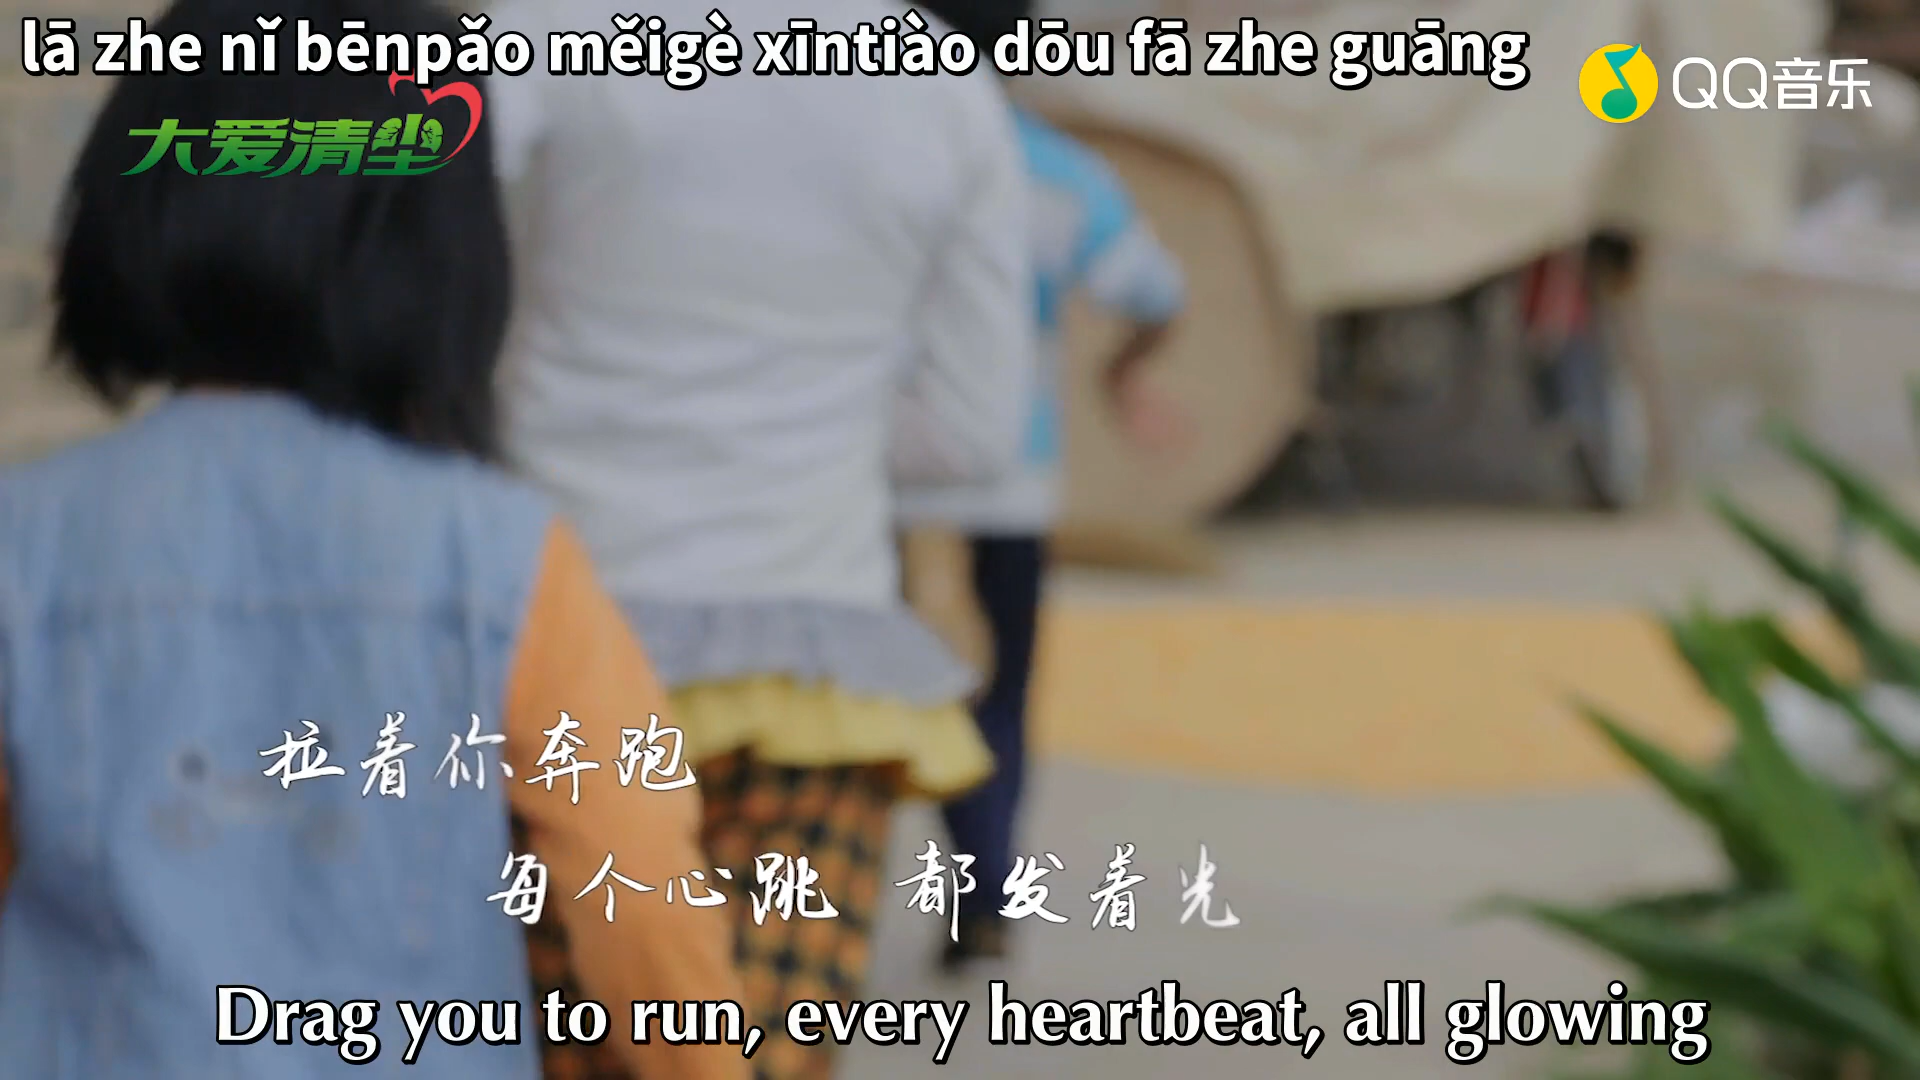 lā zhe nǐ bēnpǎo měigè xīntiào dōu fā zhe guāng
QQ音乐
大爱清尘
拉着你奔跑
每个心跳 都发着光
Drag you to run, every heartbeat, all glowing